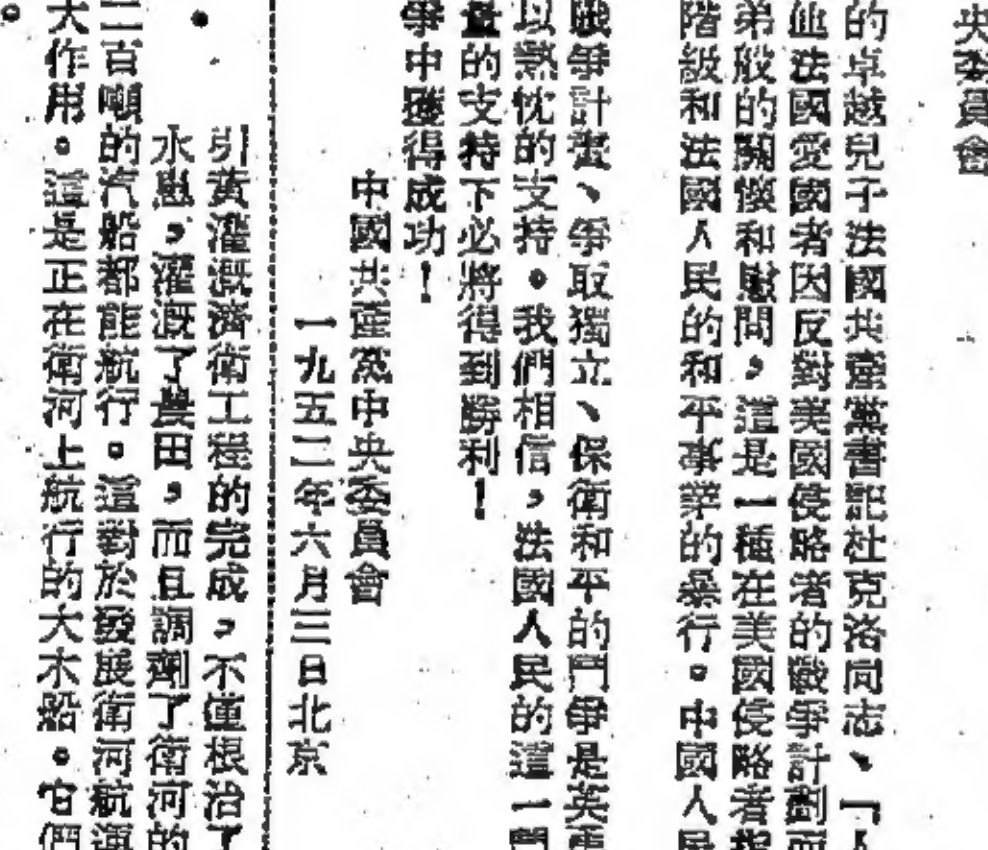 央委員會
的卓越兒子法國共產黨書記杜克洛同志、「人
血法國愛國者因反對美國侵略者的戰爭計劃而
弟般的關懷和慰問，這是一種在美國侵略者指
階級和法國人民的和平事業的暴行。中國人民
戰爭計畫、爭取獨立、保衛和平的鬥爭是英勇
以熱忱的支持。我們相信，法國人民的這一鬥
量的支持下必將得到勝利！
爭中獲得成功！
中國共產黨中央委員會
一九五二年六月三日北京
引黃灌溉濟衛工程的完成，不僅根治了
水患，灌溉了農田，而且調劑了衛河的
二百噸的汽船都能航行。這對於發展衛河航運
大作用。這是正在衛河上航行的大木船。它們
。